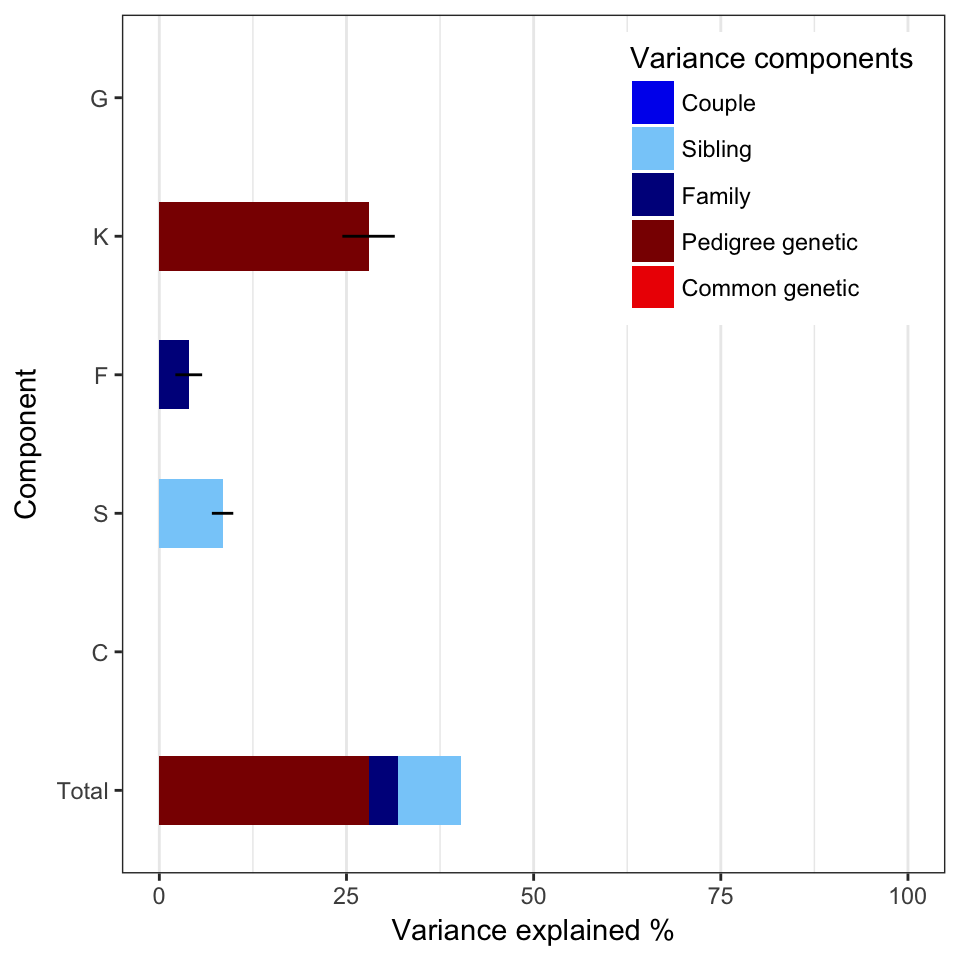 Variance components
Couple
Sibling
Family
Pedigree genetic
Common genetic
G
K
F
S
C
Total
Component
0 25 50 75 100
Variance explained %